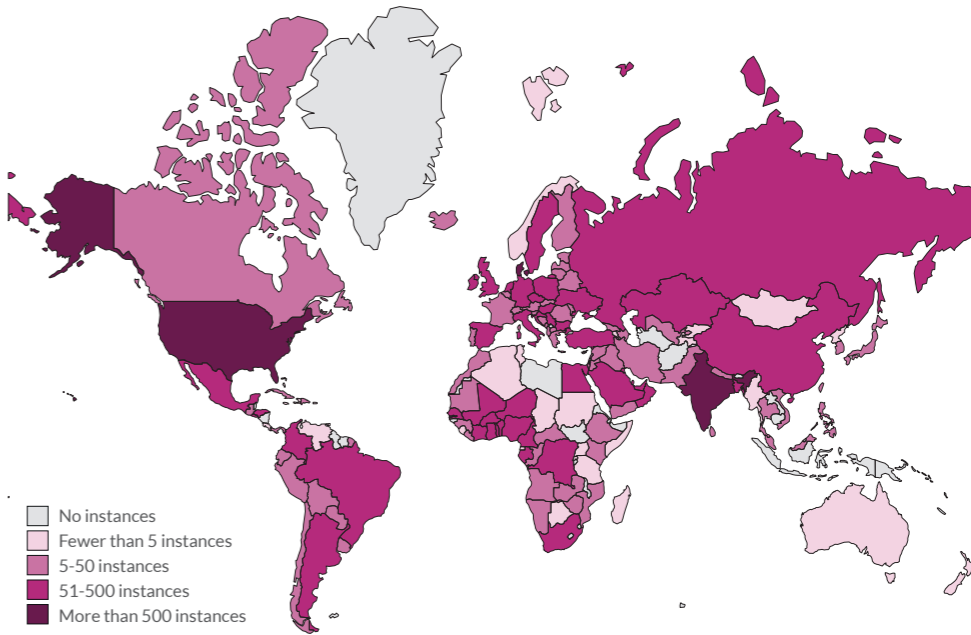 No instances
Fewer than 5 instances
5-50 instances
51-500 instances
More than 500 instances